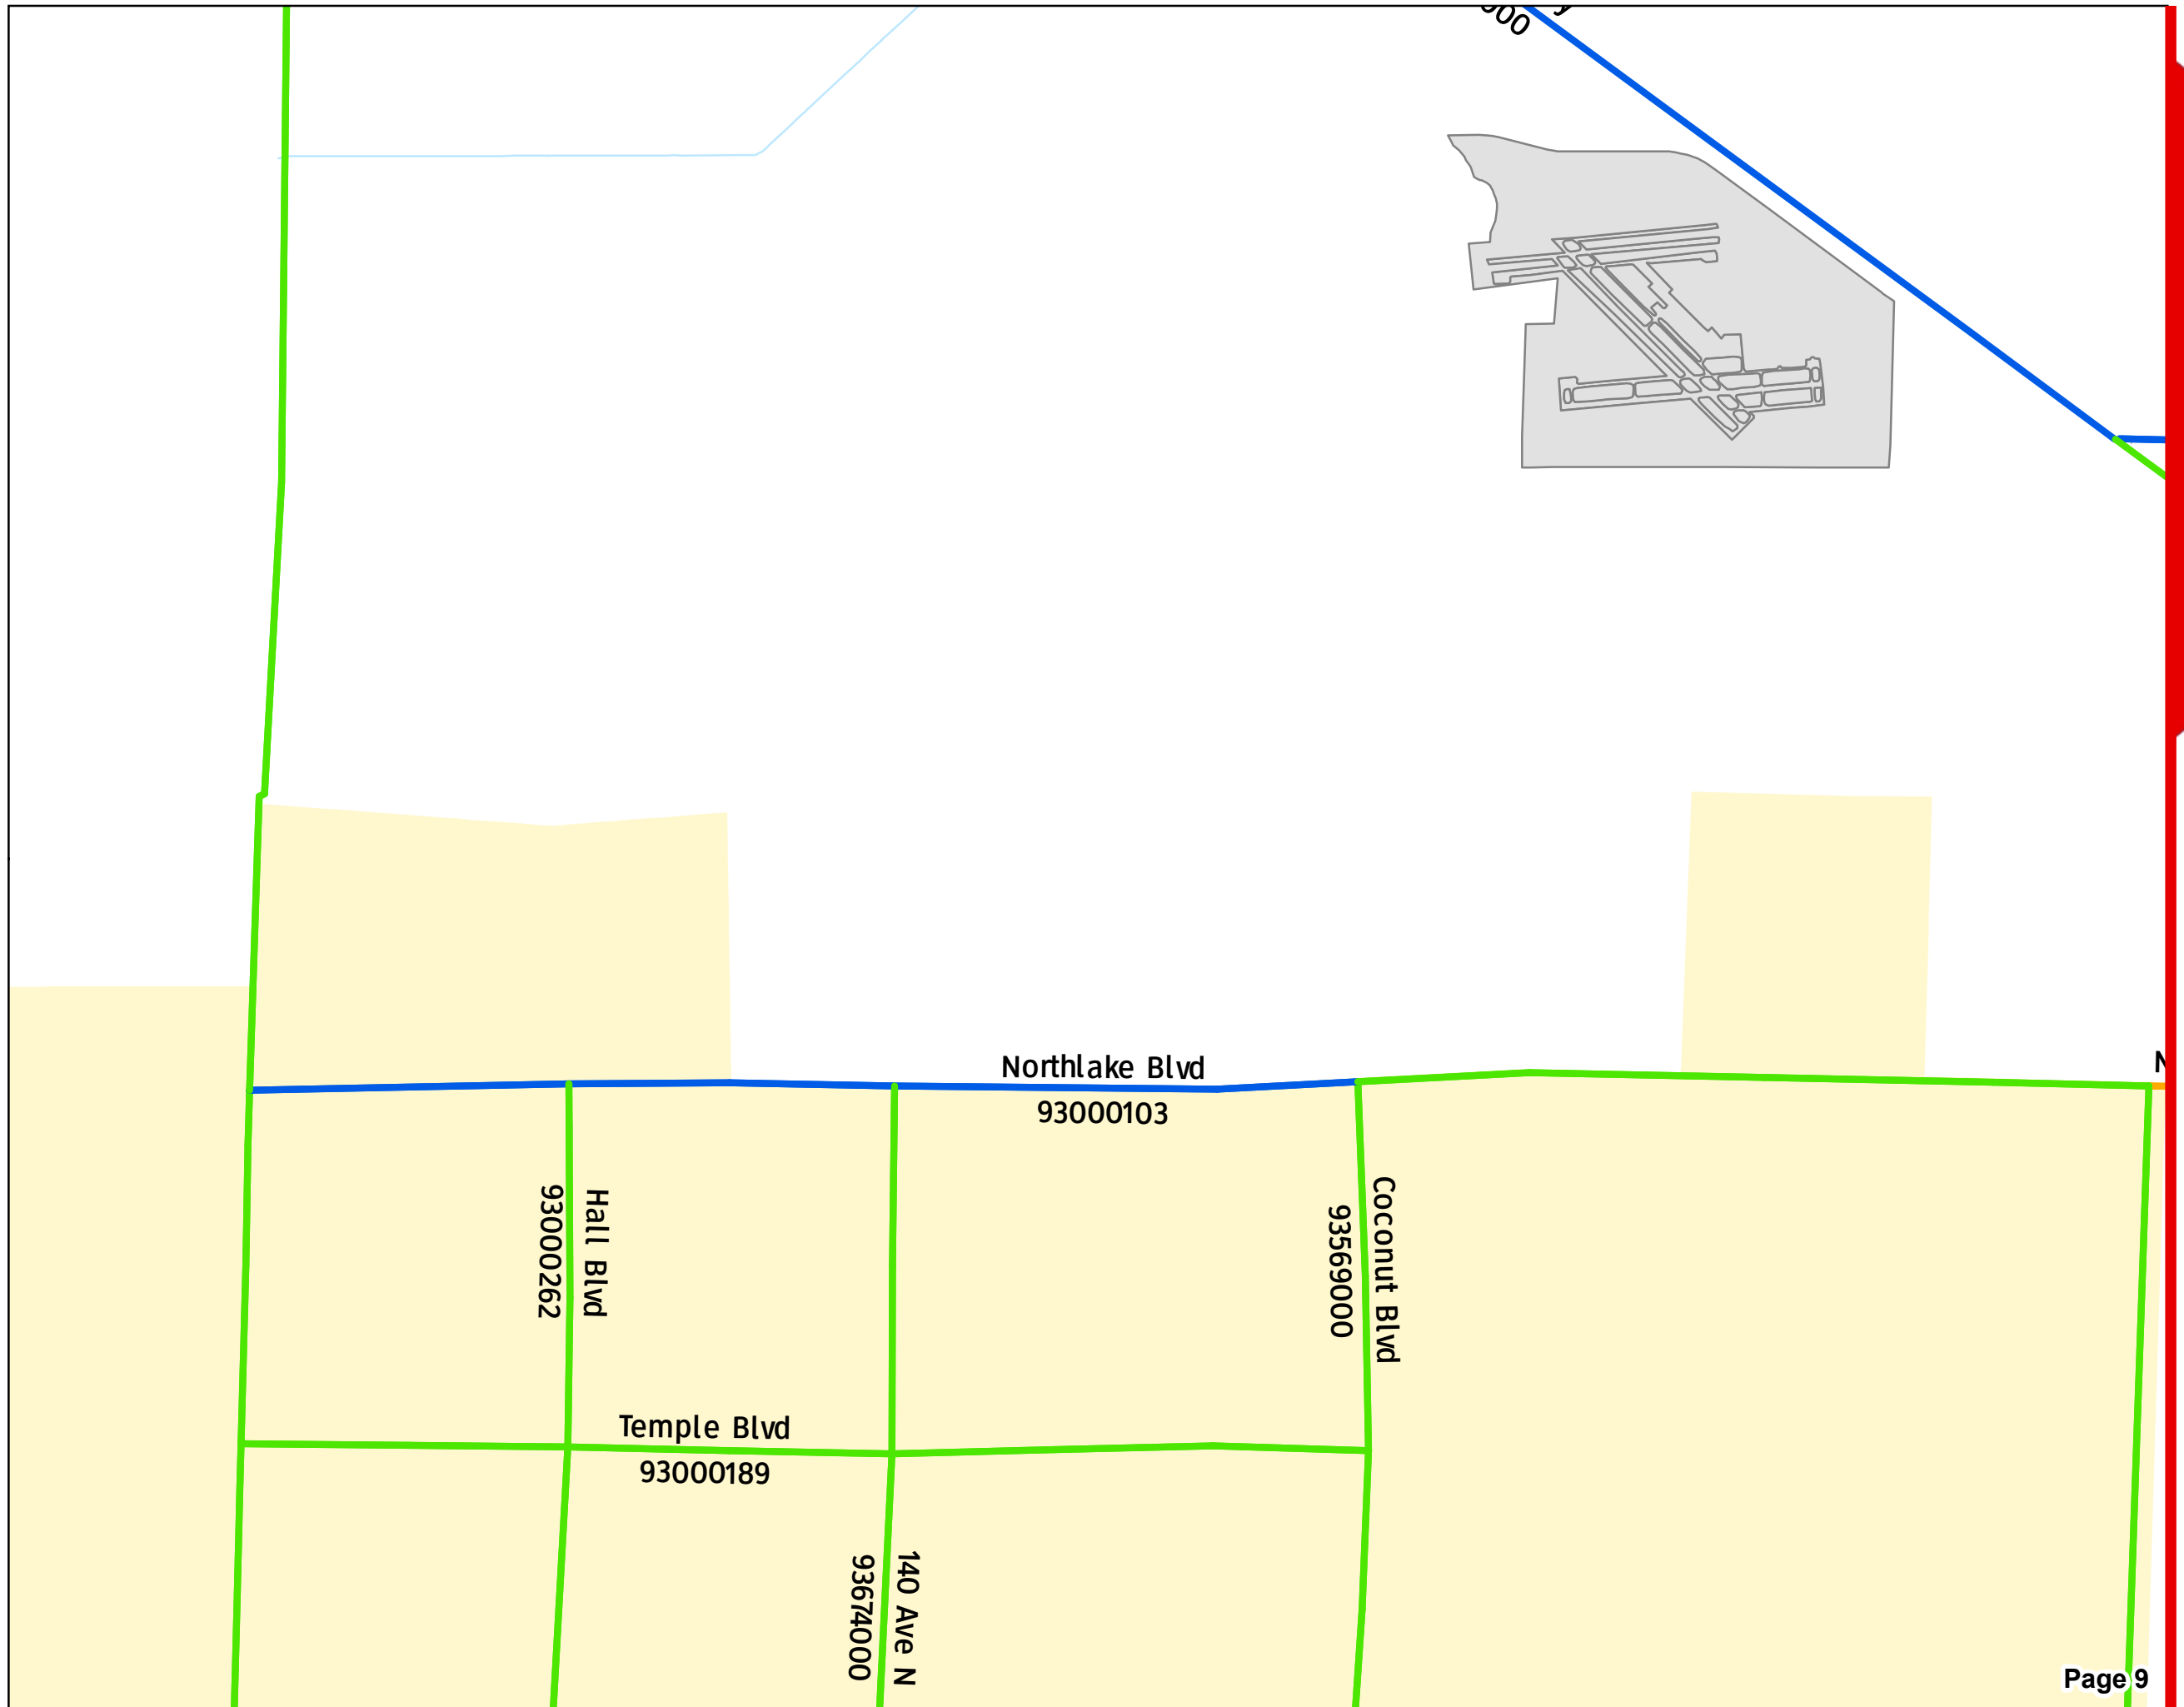 Northlake Blvd
93000103
Hall Blvd
93000262
Coconut Blvd
93569000
Temple Blvd
93000189
140 Ave N
93674000
Page 9